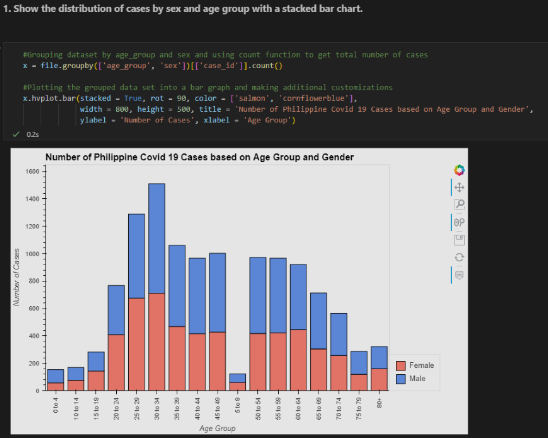 1. Show the distribution of cases by sex and age group with a stacked bar chart.
#Grouping dataset by age_group and sex and using count function to get total number of cases
x = file.groupby(['age_group', 'sex'])[['case_id']].count()
#Plotting the grouped data set into a bar graph and making additional customizations
x.hvplot.bar(stacked = True, rot = 90, color = ['salmon', 'cornflowerblue'],
width = 800, height = 500, title = 'Number of Philippine Covid 19 Cases based on Age Group and Gender',
ylabel = 'Number of Cases', xlabel = 'Age Group')
0.2s
Number of Philippine Covid 19 Cases based on Age Group and Gender
1600
1400
1200
1000
800
600
400
200
0
Number of Cases
0 to 4
10 to 14
15 to 19
20 to 24
25 to 29
30 to 34
35 to 39
40 to 44
45 to 49
5 to 9
50 to 54
55 to 59
60 to 64
65 to 69
70 to 74
75 to 79
80+
Age Group
Female
Male